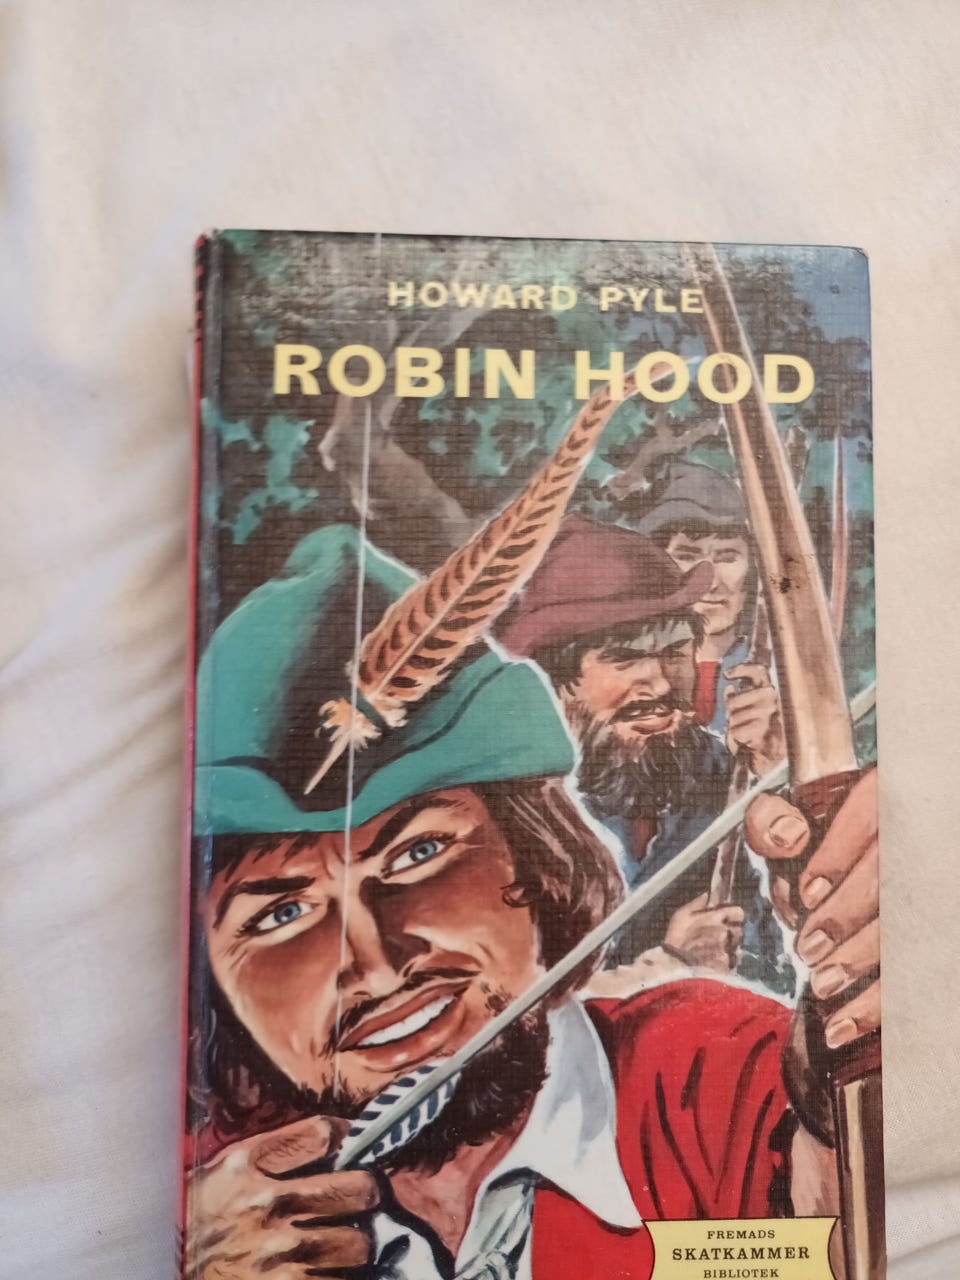 HOWARD PYLE
ROBIN HOOD
FREMADS
SKATKAMMER
BIBLIOTEK